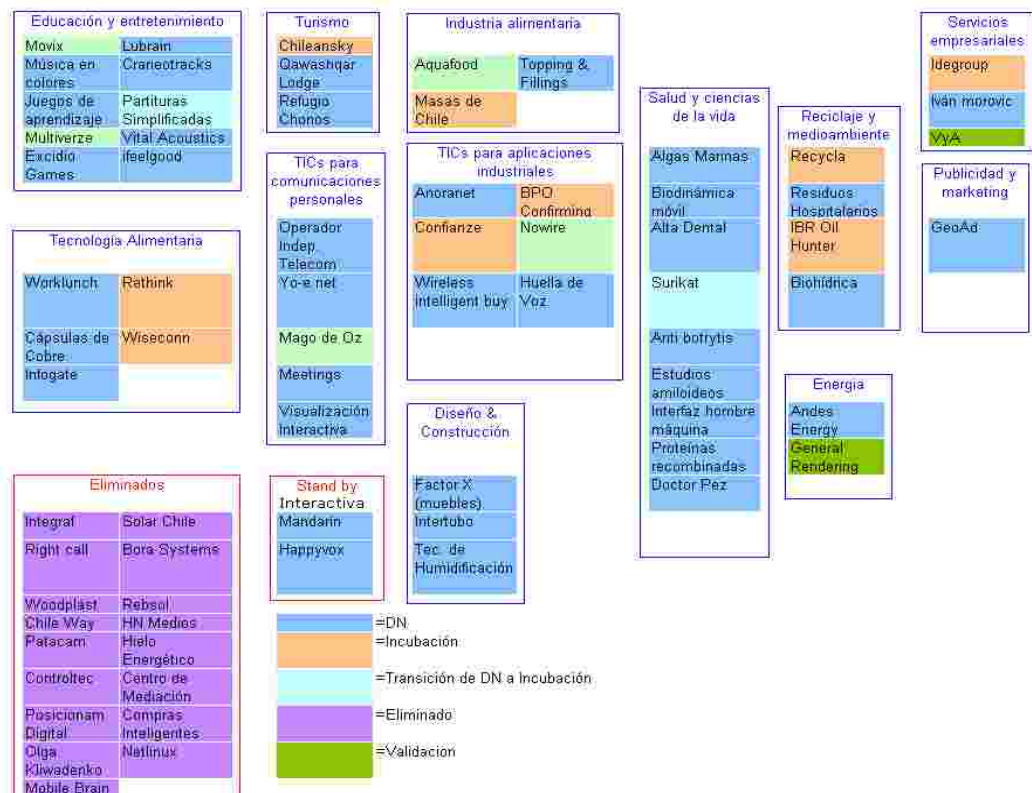 Educación y entretenimiento
Movix
Lubrain
Música en
colores
Craneotracks
Juegos de
aprendizaje
Partituras
Simplificadas
Multiverze
Vital Acoustics
Excidio
Games
ifeelgood
Turismo
Chileansky
Qawashqar
Lodge
Refugio
Chonos
Industria alimentaria
Aquafood
Topping &
Fillings
Masas de
Chile
Salud y ciencias
de la vida
Algas Marinas
Biodinámica
móvil
Alta Dental
Surikat
Anti botrytis
Estudios
amiloideos
Interfaz hombre
máquina
Proteínas
recombinadas
Doctor Pez
Servicios
empresariales
Idegroup
Iván morovic
VyA
Reciclaje y
medioambiente
Recycla
Residuos
Hospitalarios
IBR Oil
Hunter
Biohídrica
Publicidad y
marketing
GeoAd
TICs para
comunicaciones
personales
Operador
Indep
Telecom
Yo-e net
Mago de Oz
Meetings
Visualización
Interactiva
TICs para aplicaciones
industriales
Anoranet
BPO
Confirming
Confianze
Nowire
Wireless
intelligent buy
Huella de
Voz
Tecnología Alimentaria
Worklunch
Rethink
Cápsulas de
Cobre
Wiseconn
Infogate
Diseño &
Construcción
Factor X
(muebles)
Intertubo
Tec. de
Humidificación
Energia
Andes
Energy
General
Rendering
Eliminados
Integraf
Solar Chile
Right call
Bora Systems
Woodplast
Rebsol
Chile Way
HN Medios
Patacam
Hielo
Energético
Controltec
Centro de
Mediación
Posicionam
Digital
Compras
Inteligentes
Olga
Kliwadenko
Netlinux
Mobile Brain
Stand by
Interactiva
Mandarin
Happyvox
=DN
=Incubación
=Transición de DN a Incubación
=Eliminado
=Validacion